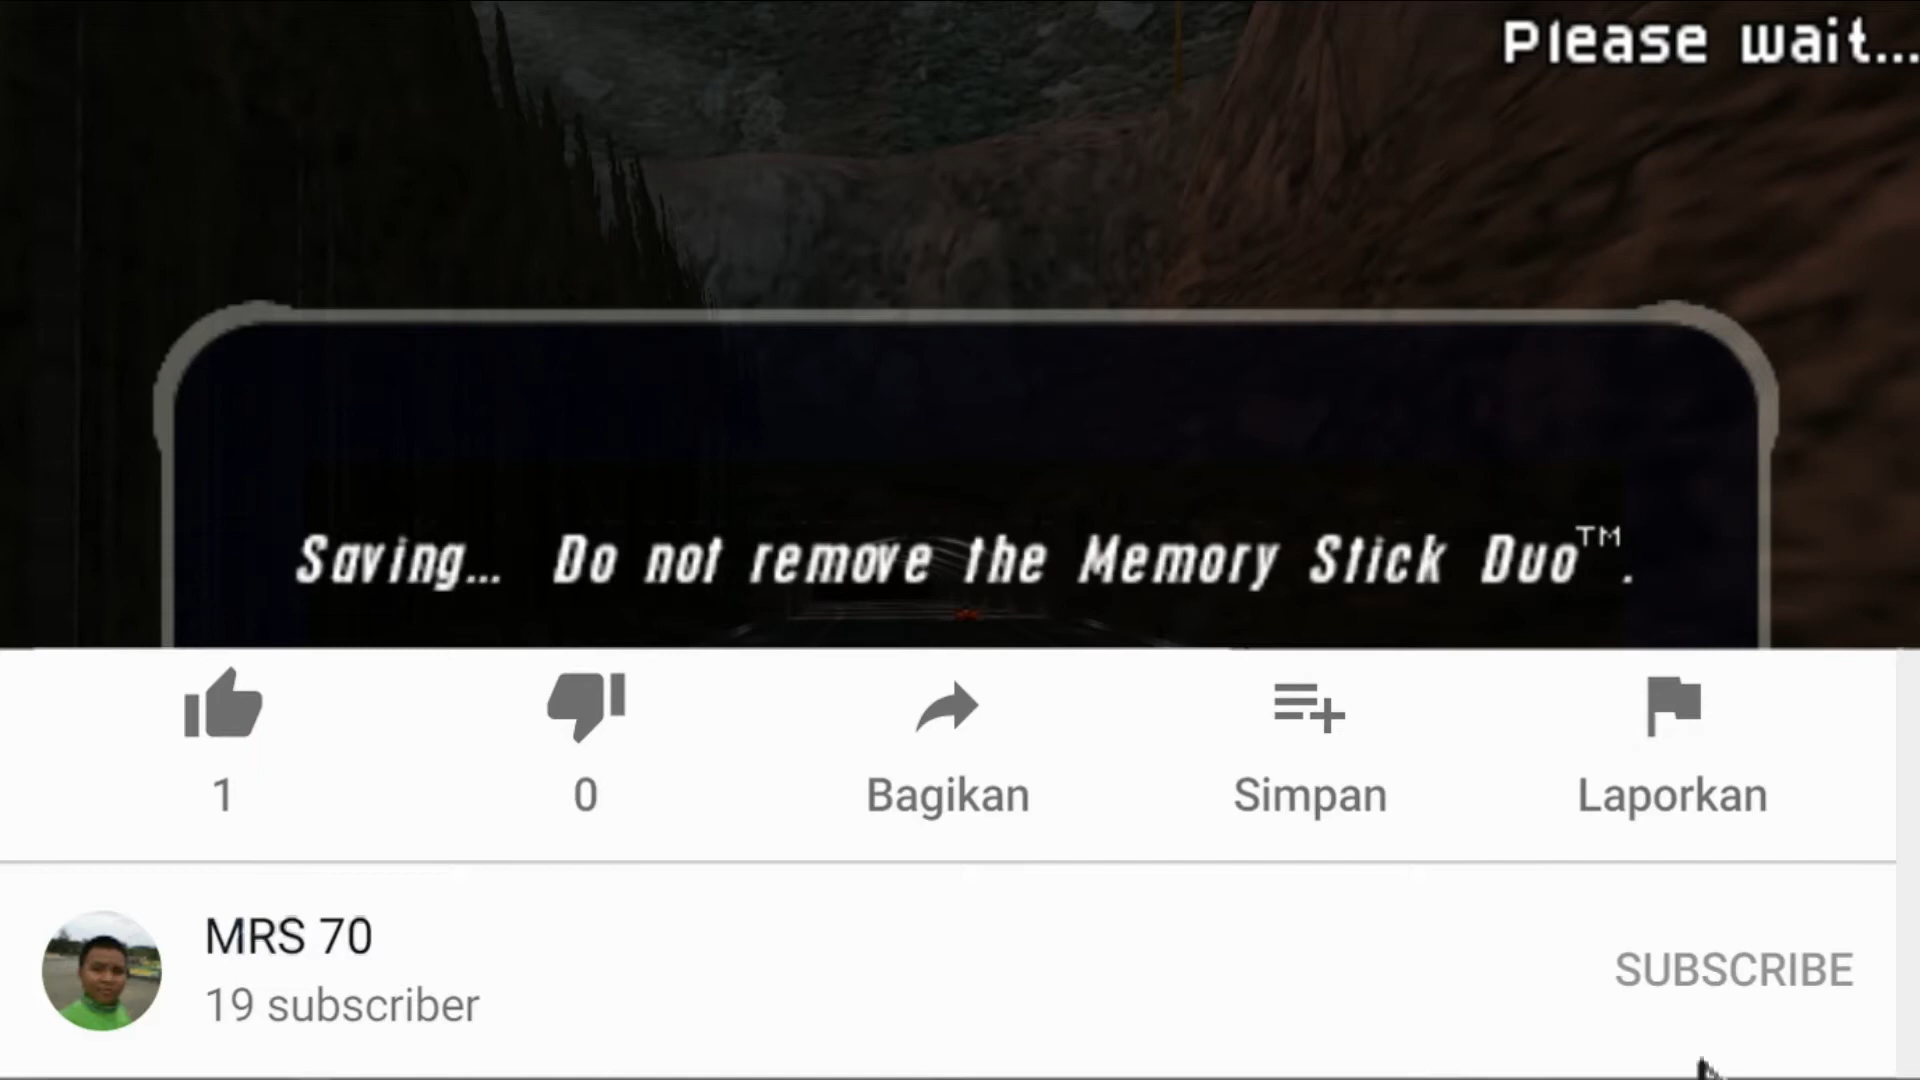 Please wait...
Saving... Do not remove the Memory Stick Duo™.
1
0
Bagikan
Simpan
Laporkan
MRS 70
19 subscriber
SUBSCRIBE